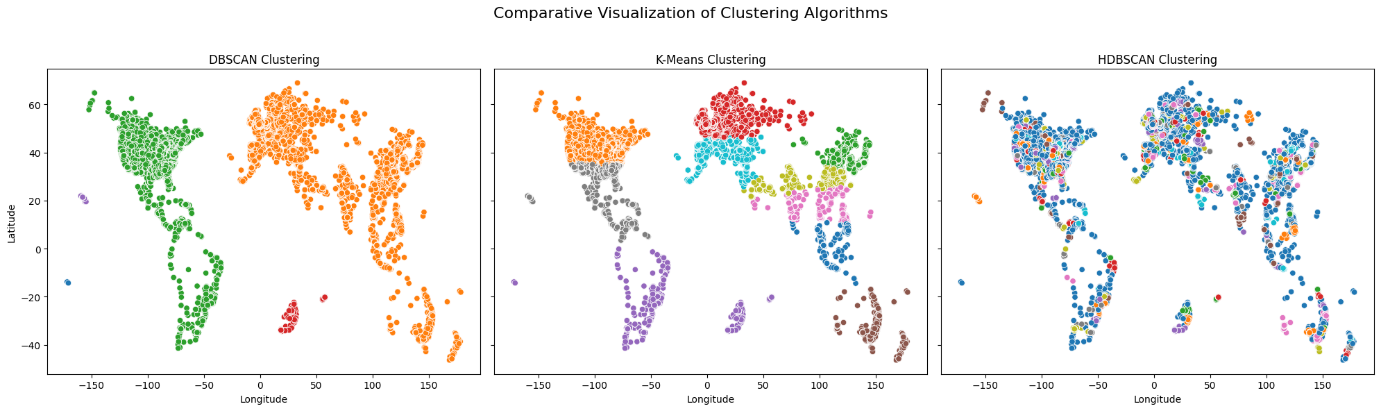 Comparative Visualization of Clustering Algorithms
DBSCAN Clustering
K-Means Clustering
HDBSCAN Clustering
Latitude
60
40
20
0
−20
−40
−150 −100 −50 0 50 100 150
−150 −100 −50 0 50 100 150
−150 −100 −50 0 50 100 150
Longitude
Longitude
Longitude